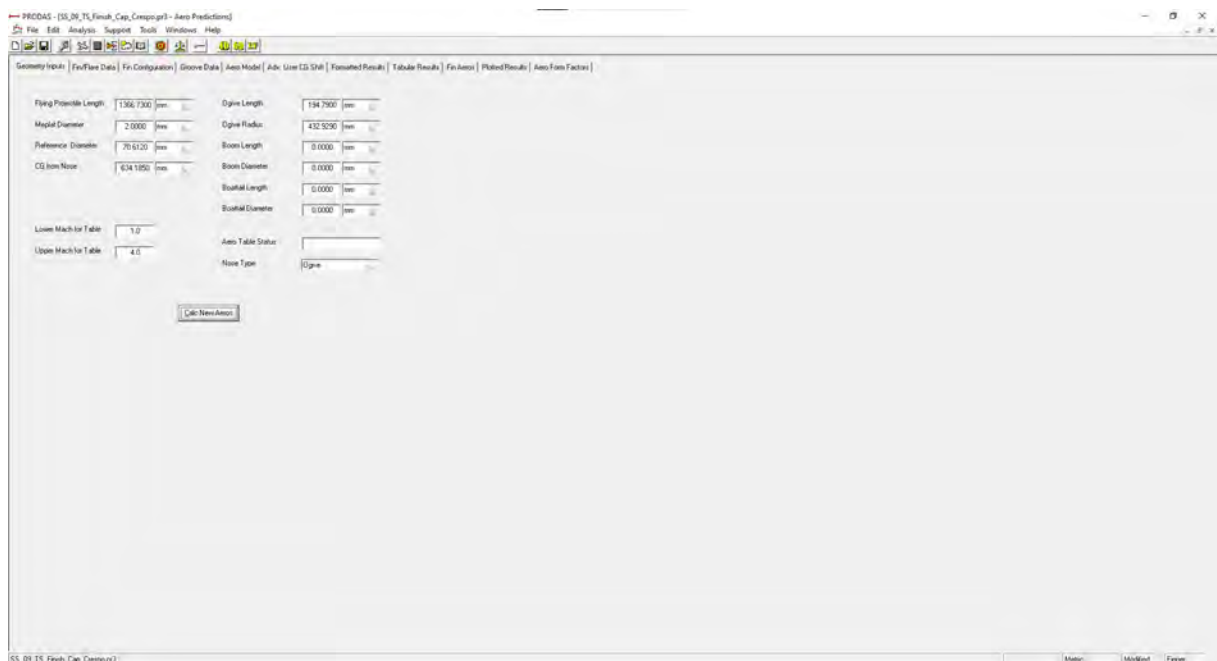 PRODAS - [SS_09_TS_Finish_Cap_Crespo.pr3 - Aero Predictions]
File Edit Analysis Support Tools Windows Help
Geometry Inputs | Fin/Flare Data | Fin Configuration | Groove Data | Aero Model | Adv. User CG Shift | Formatted Results | Tabular Results | Fin Aeros | Plotted Results | Aero Form Factors
Flying Projectile Length 1366.7300 mm Ogive Length 194.7900 mm
Meplat Diameter 2.0000 mm Ogive Radius 432.9290 mm
Reference Diameter 70.6120 mm Boom Length 0.0000 mm
CG from Nose 634.1850 mm Boom Diameter 0.0000 mm
Boattail Length 0.0000 mm
Boattail Diameter 0.0000 mm
Lower Mach for Table 1.0
Aero Table Status
Upper Mach for Table 4.0
Nose Type Ogive
Calc New Aeros
SS_09_TS_Finish_Cap_Crespo.pr3 Metric Modified